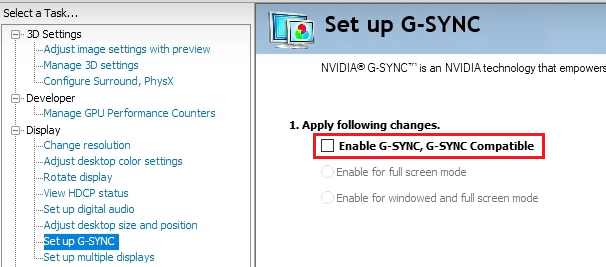 Select a Task...
3D Settings
Adjust image settings with preview
Manage 3D settings
Configure Surround, PhysX
Developer
Manage GPU Performance Counters
Display
Change resolution
Adjust desktop color settings
Rotate display
View HDCP status
Set up digital audio
Adjust desktop size and position
Set up G-SYNC
Set up multiple displays
Set up G-SYNC
NVIDIA® G-SYNC™ is an NVIDIA technology that empowers
1. Apply following changes.
Enable G-SYNC, G-SYNC Compatible
Enable for full screen mode
Enable for windowed and full screen mode